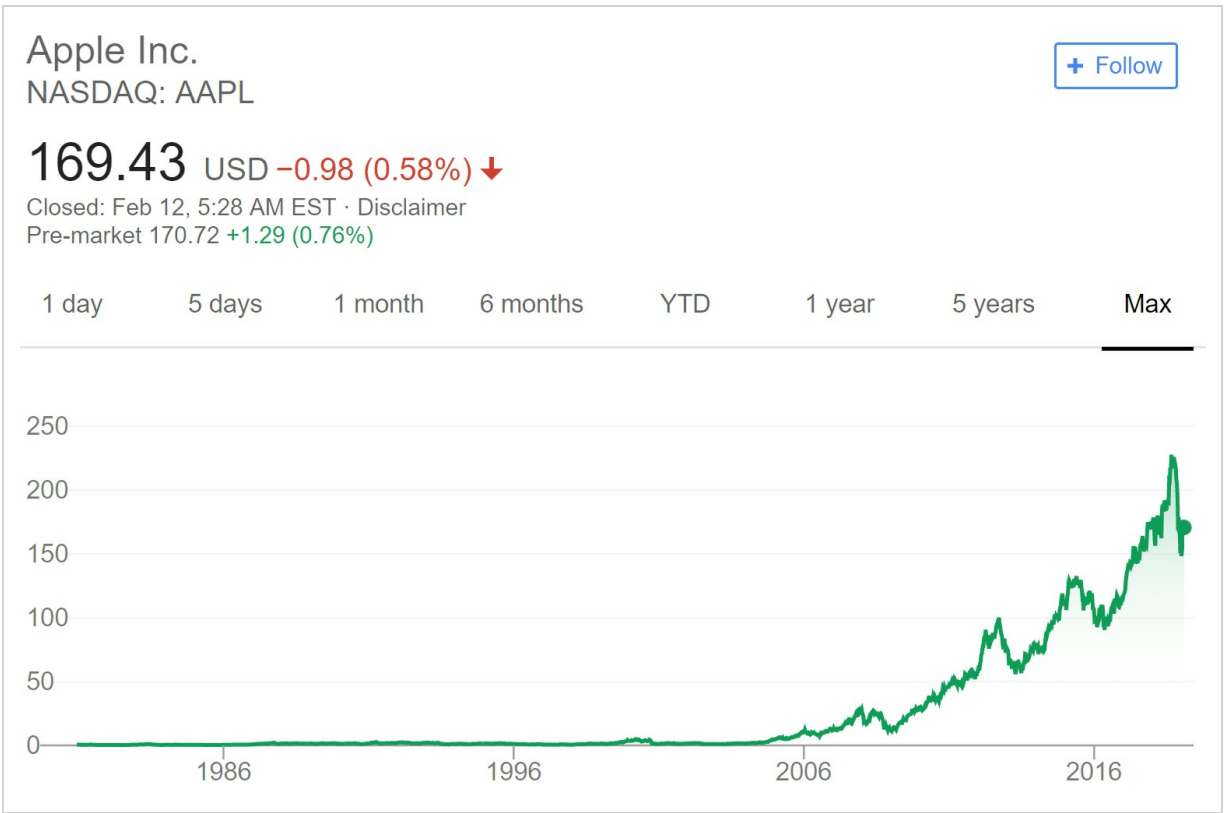 Apple Inc.
+ Follow
NASDAQ: AAPL
169.43 USD −0.98 (0.58%) ↓
Closed: Feb 12, 5:28 AM EST · Disclaimer
Pre-market 170.72 +1.29 (0.76%)
1 day 5 days 1 month 6 months YTD 1 year 5 years Max
250
200
150
100
50
0
1986 1996 2006 2016